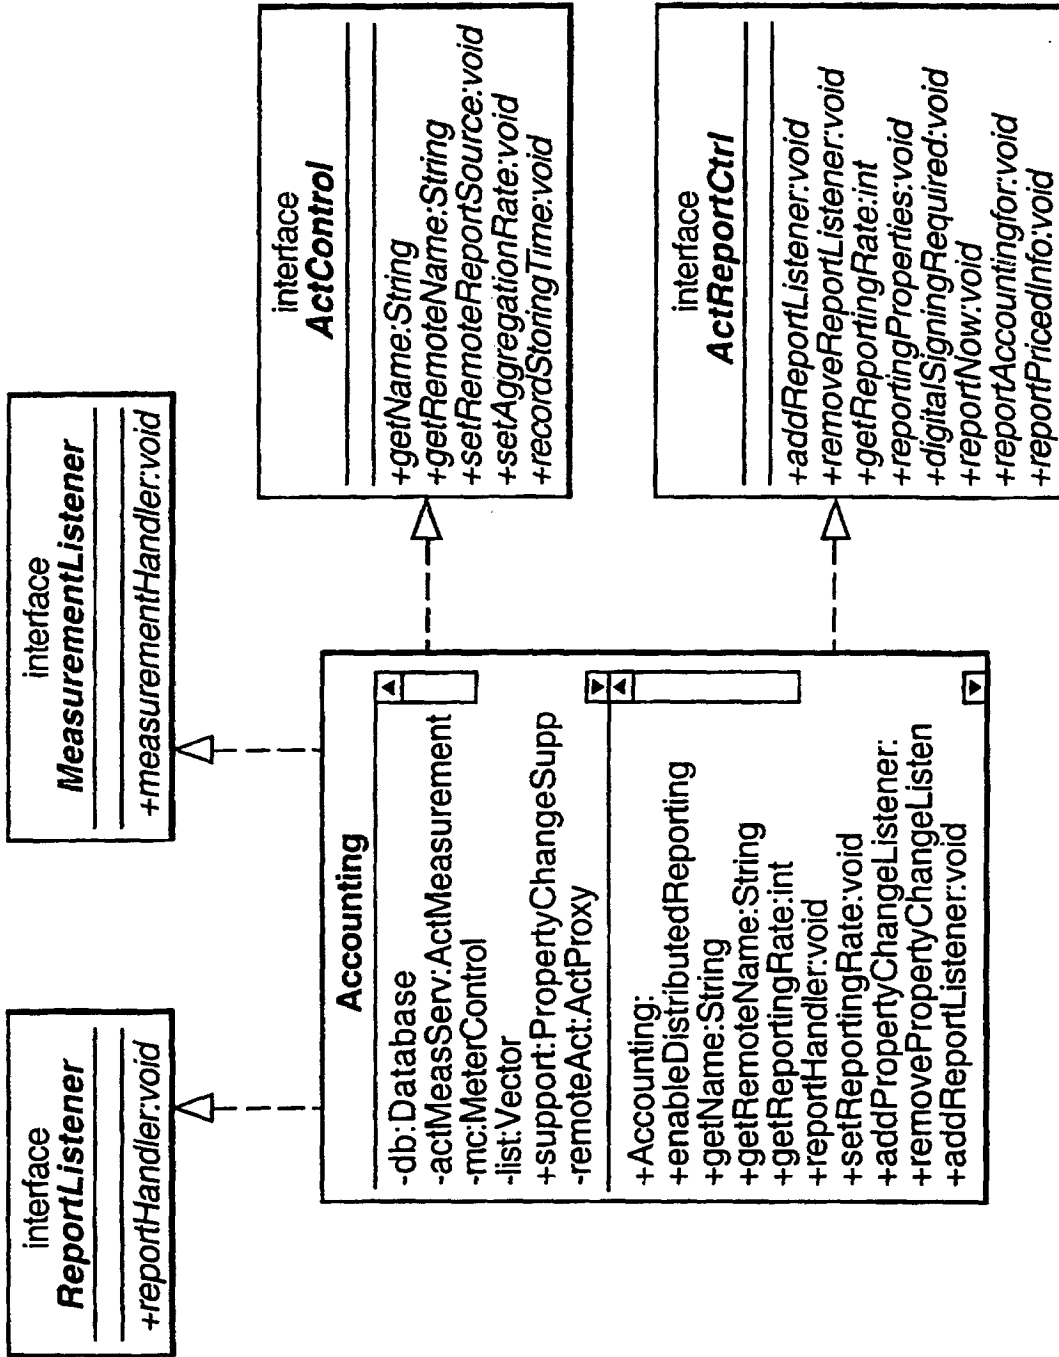 interface
ReportListener
+reportHandler:void
interface
MeasurementListener
+measurementHandler:void
Accounting
-db:Database
-actMeasServ:ActMeasurement
-mc:MeterControl
-list:Vector
+support:PropertyChangeSupp
-remoteAct:ActProxy
+Accounting:
+enableDistributedReporting
+getName:String
+getRemoteName:String
+getReportingRate:int
+reportHandler:void
+setReportingRate:void
+addPropertyChangeListener:
+removePropertyChangeListen
+addReportListener:void
interface
ActControl
+getName:String
+getRemoteName:String
+setRemoteReportSource:void
+setAggregationRate:void
+recordStoringTime:void
interface
ActReportCtrl
+addReportListener:void
+removeReportListener:void
+getReportingRate:int
+reportingProperties:void
+digitalSigningRequired:void
+reportNow:void
+reportAccountingfor:void
+reportPricedInfo:void